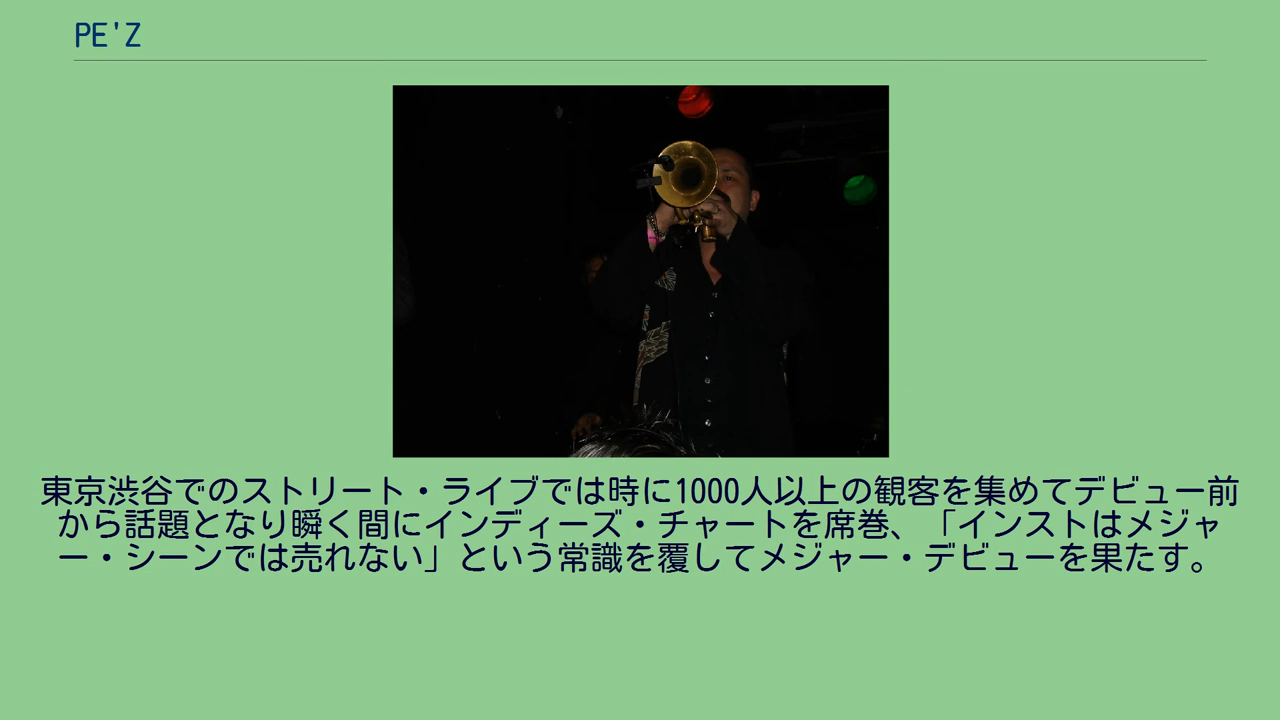 PE'Z
東京渋谷でのストリート・ライブでは時に1000人以上の観客を集めてデビュー前
から話題となり瞬く間にインディーズ・チャートを席巻、「インストはメジャ
ー・シーンでは売れない」という常識を覆してメジャー・デビューを果たす。